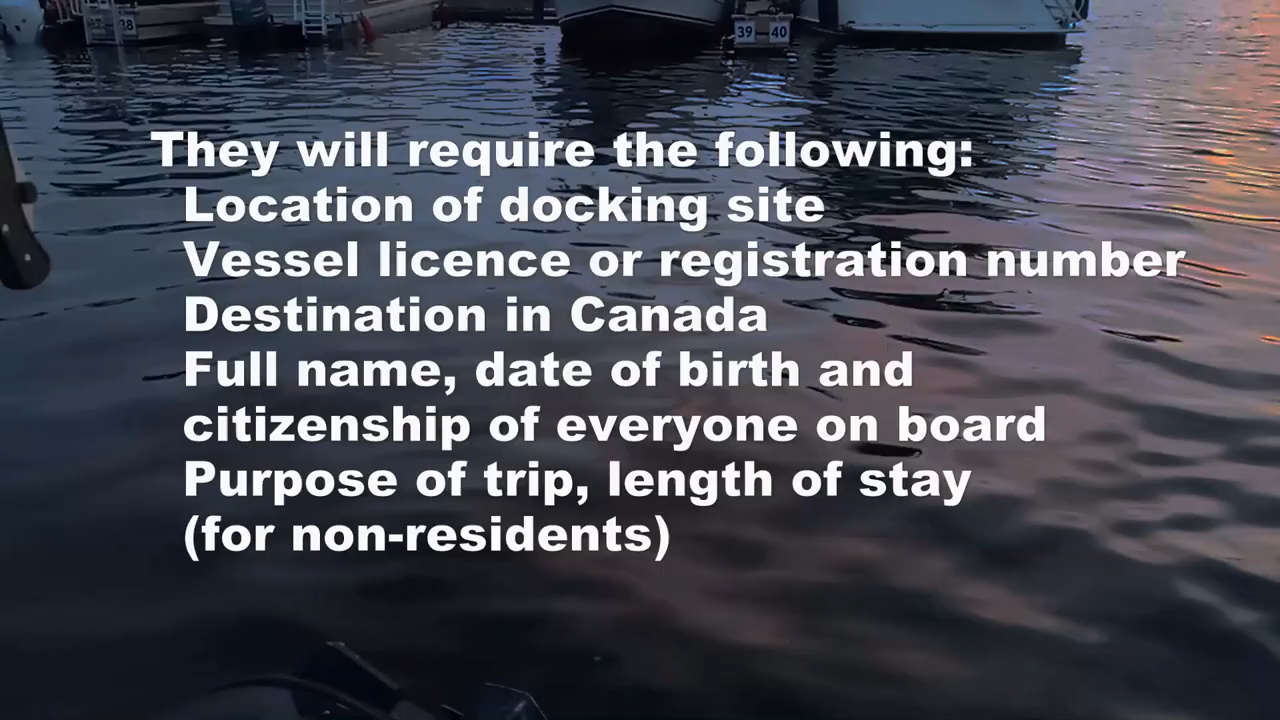 38
39 40
They will require the following:
Location of docking site
Vessel licence or registration number
Destination in Canada
Full name, date of birth and
citizenship of everyone on board
Purpose of trip, length of stay
(for non-residents)